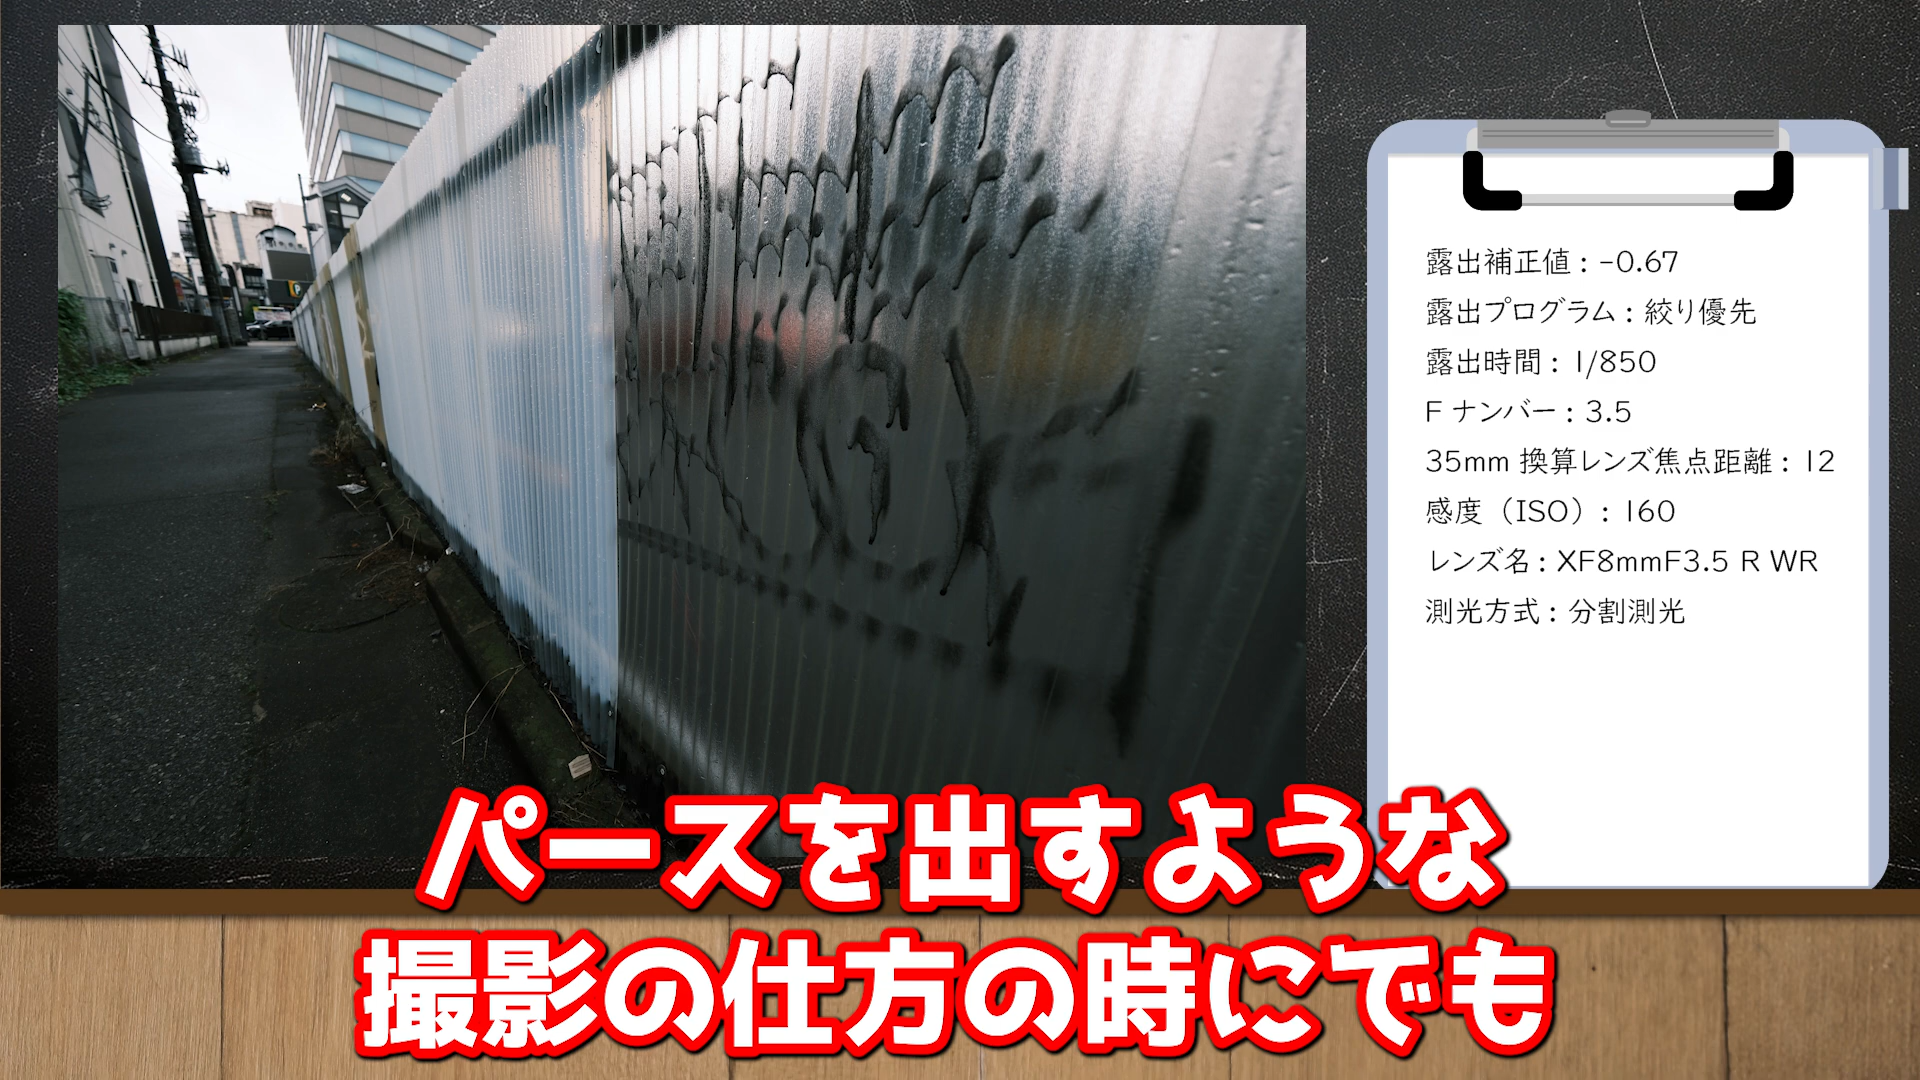 露出補正値：-0.67
露出プログラム：絞り優先
露出時間：1/850
F ナンバー：3.5
35mm 換算レンズ焦点距離：12
感度（ISO）：160
レンズ名：XF8mmF3.5 R WR
測光方式：分割測光
パースを出すような
撮影の仕方の時にでも